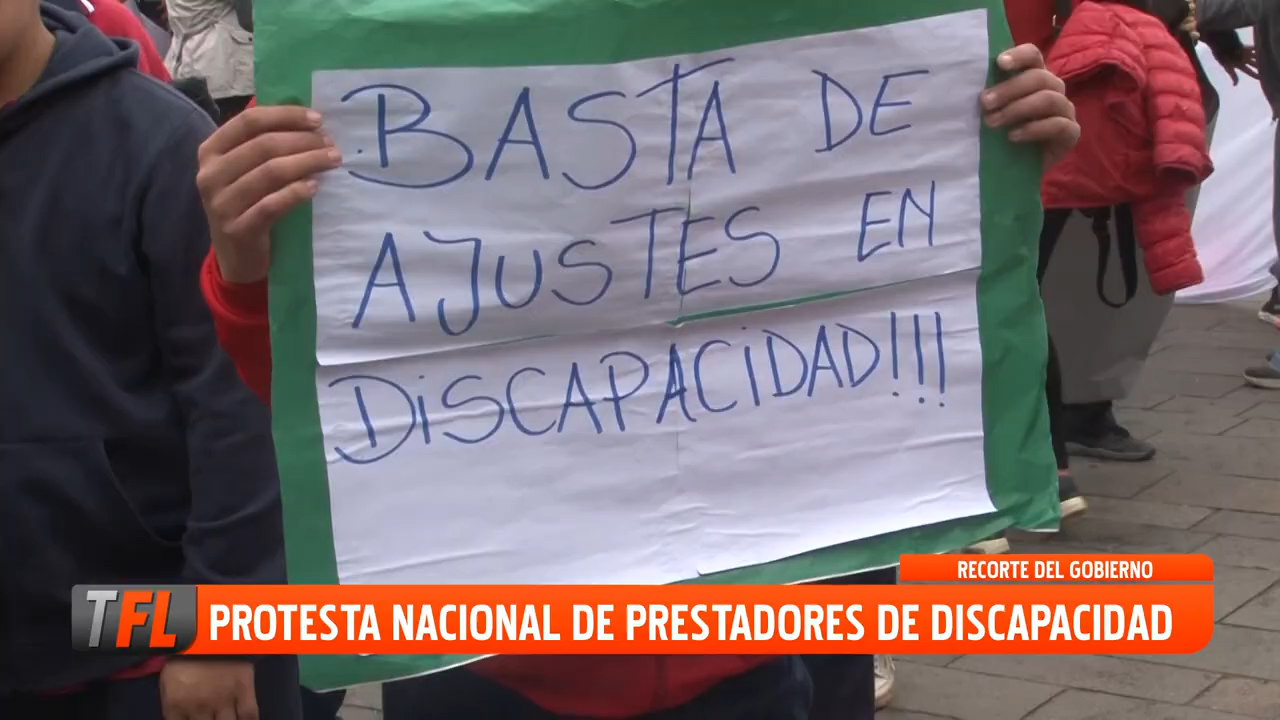 BASTA DE
AJUSTES EN
DiSCAPACiDAD!!!
RECORTE DEL GOBIERNO
TFL PROTESTA NACIONAL DE PRESTADORES DE DISCAPACIDAD